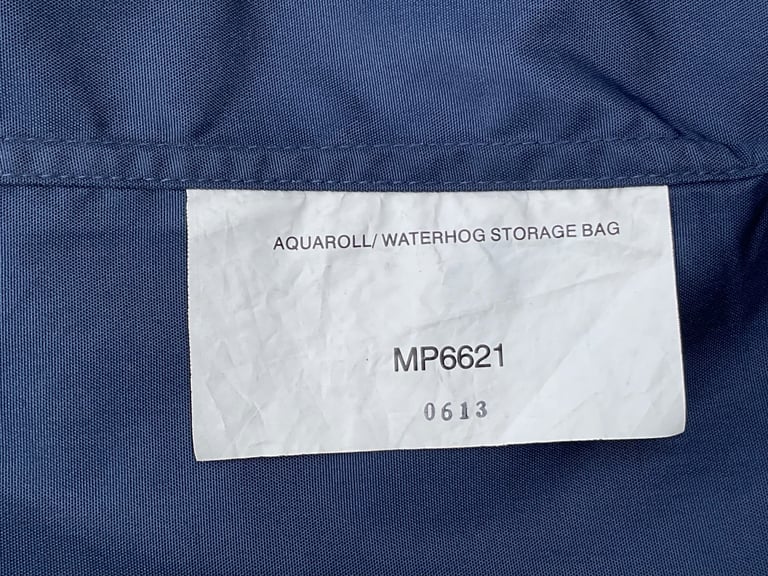 AQUAROLL/ WATERHOG STORAGE BAG
MP6621
0613